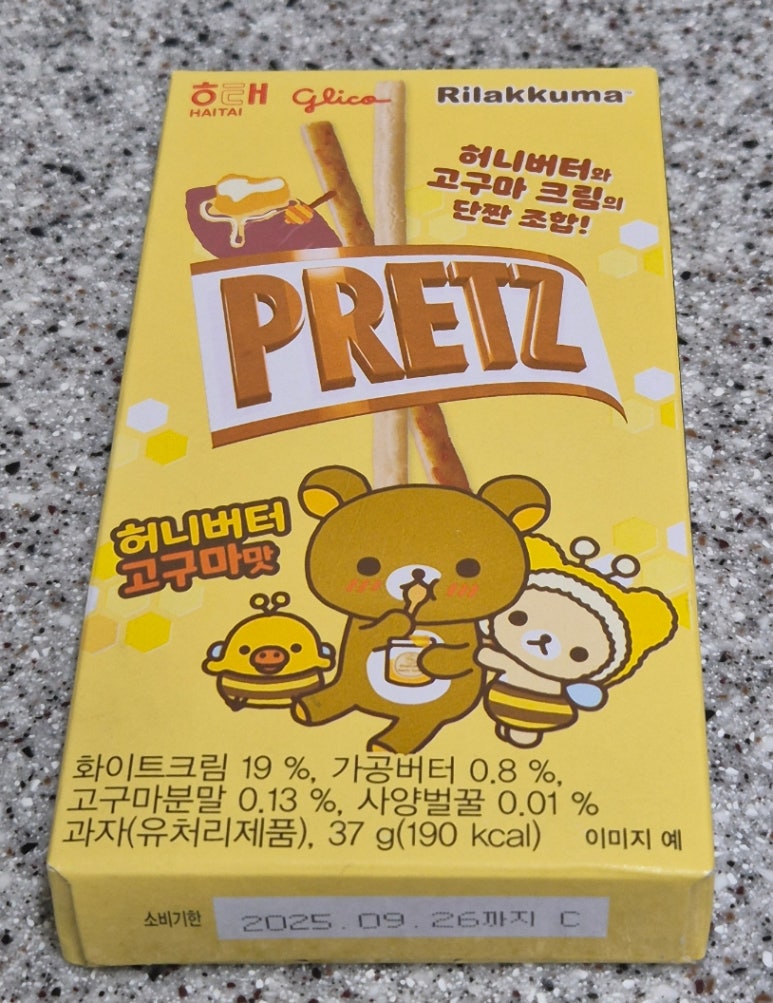 해태 Glico Rilakkuma™
HAITAI
허니버터와
고구마 크림의
단짠 조합!
PRETZ
허니버터
고구마맛
화이트크림 19 %, 가공버터 0.8 %,
고구마분말 0.13 %, 사양벌꿀 0.01 %
과자(유처리제품), 37 g(190 kcal) 이미지 예
소비기한 2025.09.26까지 C